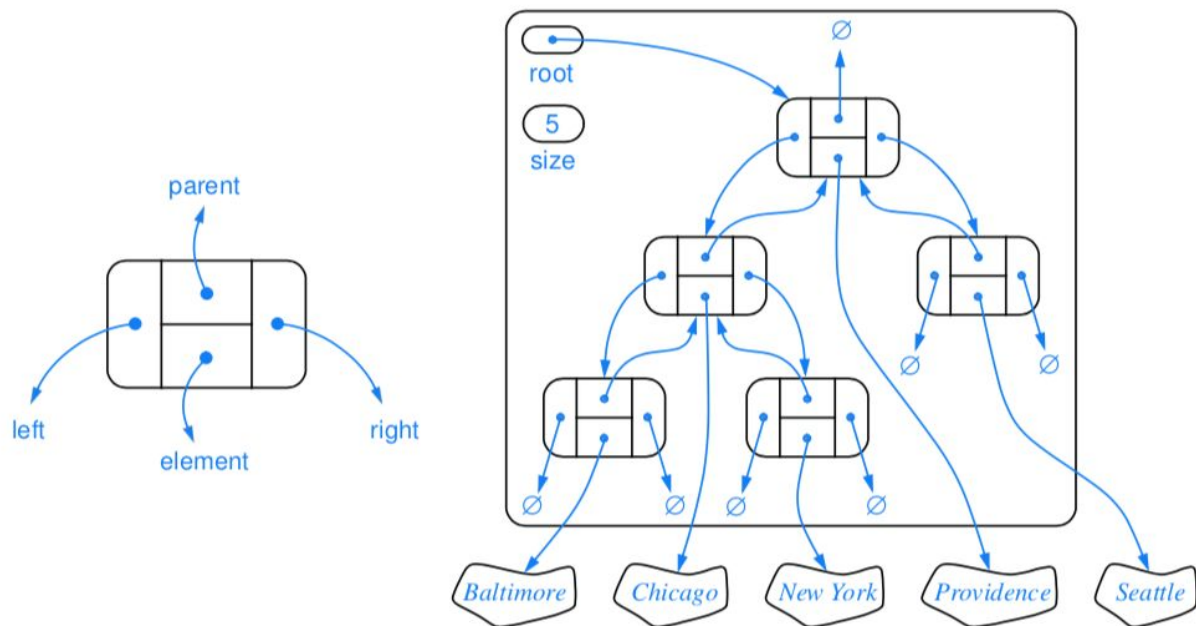 parent
left
right
element
root
5
size
∅
∅
∅
∅
∅
∅
∅
Baltimore
Chicago
New York
Providence
Seattle